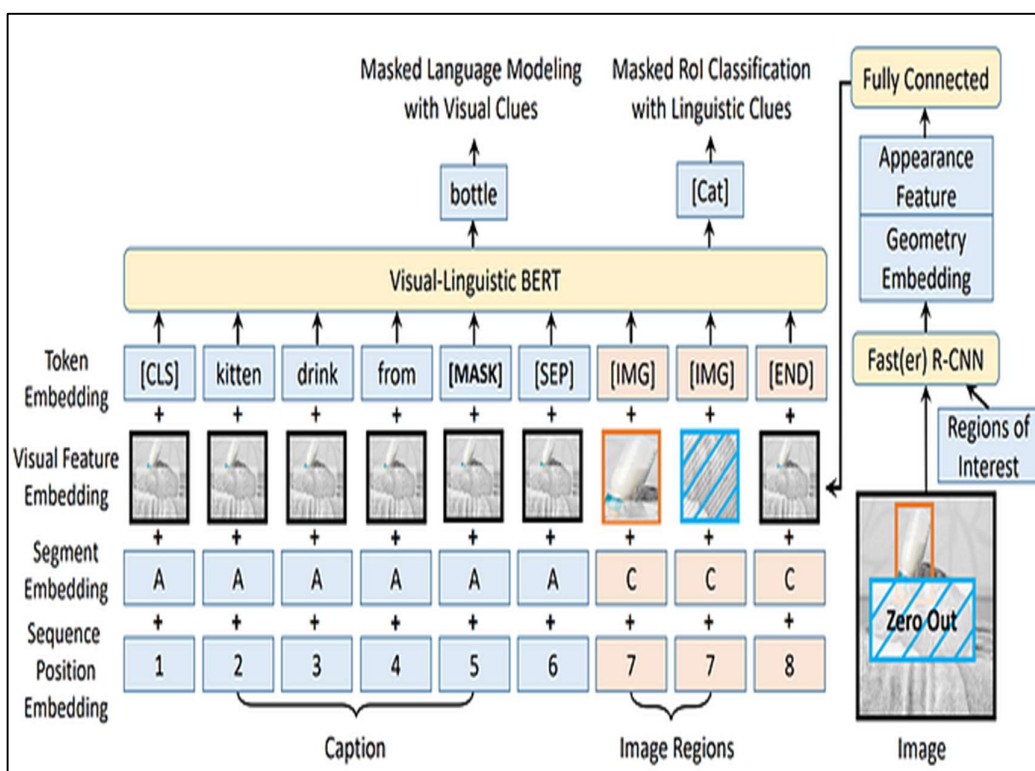 Masked Language Modeling
with Visual Clues
Masked RoI Classification
with Linguistic Clues
Fully Connected
bottle
[Cat]
Appearance
Feature
Geometry
Embedding
Visual-Linguistic BERT
Fast(er) R-CNN
Regions of
Interest
Token
Embedding
[CLS] kitten drink from [MASK] [SEP] [IMG] [IMG] [END]
+ + + + + + + + +
Visual Feature
Embedding
+ + + + + + + + +
Segment
Embedding
A A A A A A C C C
+ + + + + + + + +
Sequence
Position
Embedding
1 2 3 4 5 6 7 7 8
Zero Out
Caption
Image Regions
Image